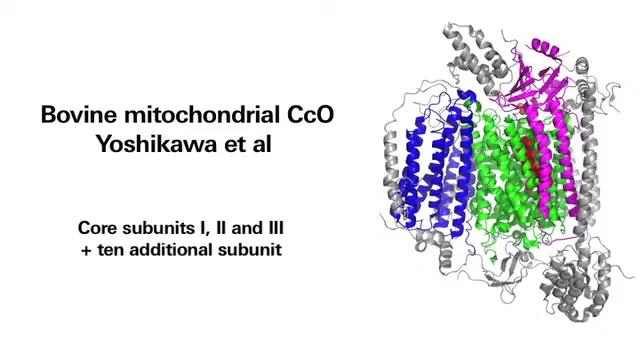 Bovine mitochondrial CcO
Yoshikawa et al
Core subunits I, II and III
+ ten additional subunit